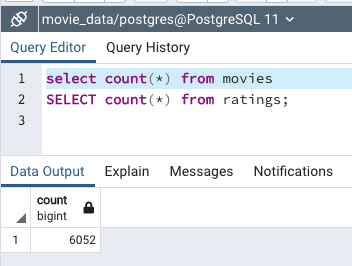 movie_data/postgres@PostgreSQL 11
Query Editor Query History
1 select count(*) from movies
2 SELECT count(*) from ratings;
3
Data Output Explain Messages Notifications
count
bigint
1 6052